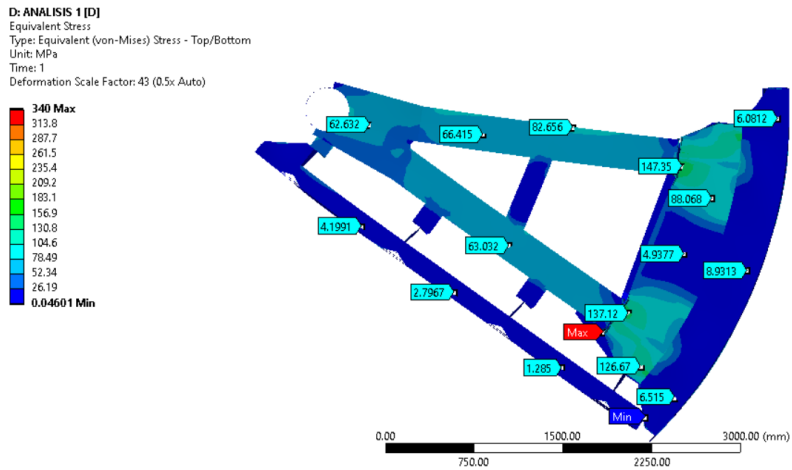 D: ANALISIS 1 [D]
Equivalent Stress
Type: Equivalent (von-Mises) Stress - Top/Bottom
Unit: MPa
Time: 1
Deformation Scale Factor: 43 (0.5x Auto)
340 Max
313.8
287.7
261.5
235.4
209.2
183.1
156.9
130.8
104.6
78.49
52.34
26.19
0.04601 Min
6.0812
62.632
82.656
66.415
147.35
88.068
4.1991
63.032
4.9377
8.9313
2.7967
137.12
Max
126.67
1.285
6.515
Min
0.00 1500.00 3000.00 (mm)
750.00 2250.00